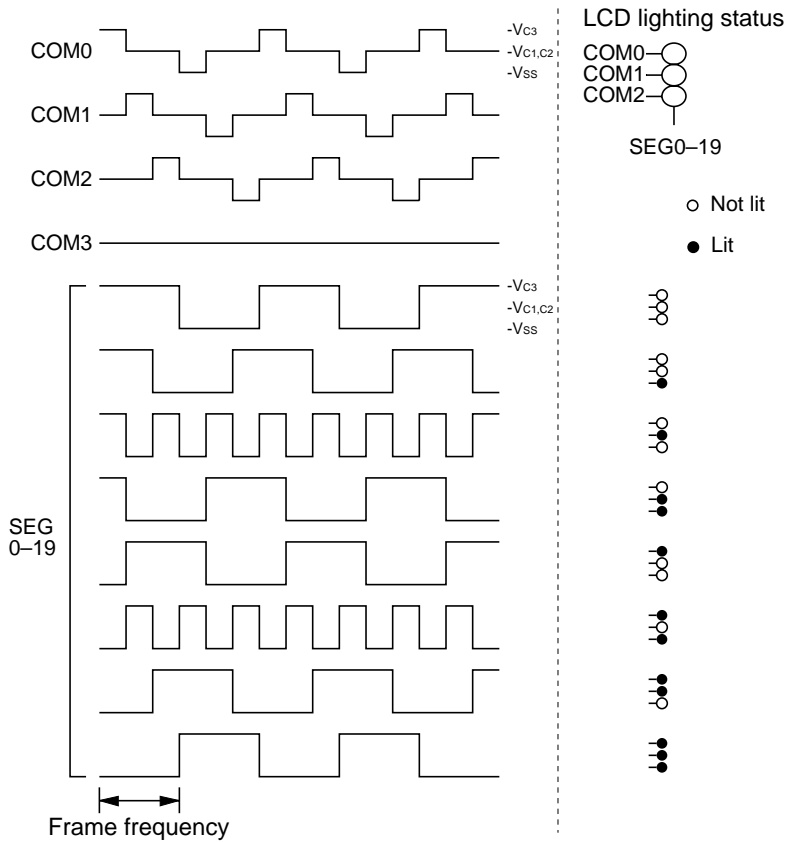 COM0
-VC3
-VC1,C2
-VSS
COM1
COM2
COM3
-VC3
-VC1,C2
-VSS
SEG
0–19
Frame frequency
LCD lighting status
COM0
COM1
COM2
SEG0–19
Not lit
Lit